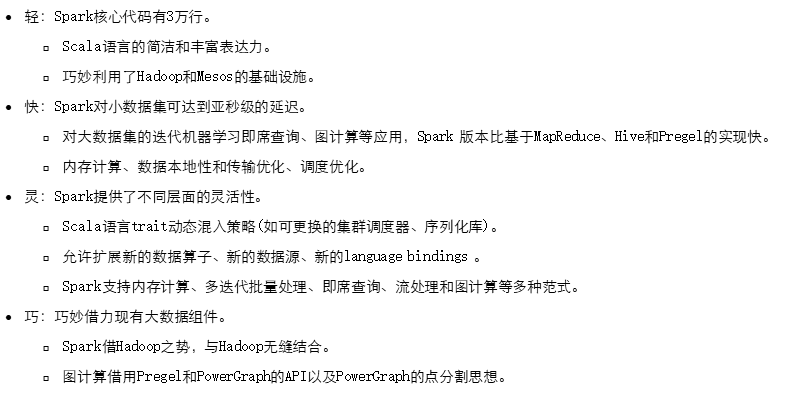 • 轻：Spark核心代码有3万行。
▫ Scala语言的简洁和丰富表达力。
▫ 巧妙利用了Hadoop和Mesos的基础设施。
• 快：Spark对小数据集可达到亚秒级的延迟。
▫ 对大数据集的迭代机器学习即席查询、图计算等应用，Spark 版本比基于MapReduce、Hive和Pregel的实现快。
▫ 内存计算、数据本地性和传输优化、调度优化。
• 灵：Spark提供了不同层面的灵活性。
▫ Scala语言trait动态混入策略(如可更换的集群调度器、序列化库)。
▫ 允许扩展新的数据算子、新的数据源、新的language bindings 。
▫ Spark支持内存计算、多迭代批量处理、即席查询、流处理和图计算等多种范式。
• 巧：巧妙借力现有大数据组件。
▫ Spark借Hadoop之势，与Hadoop无缝结合。
▫ 图计算借用Pregel和PowerGraph的API以及PowerGraph的点分割思想。